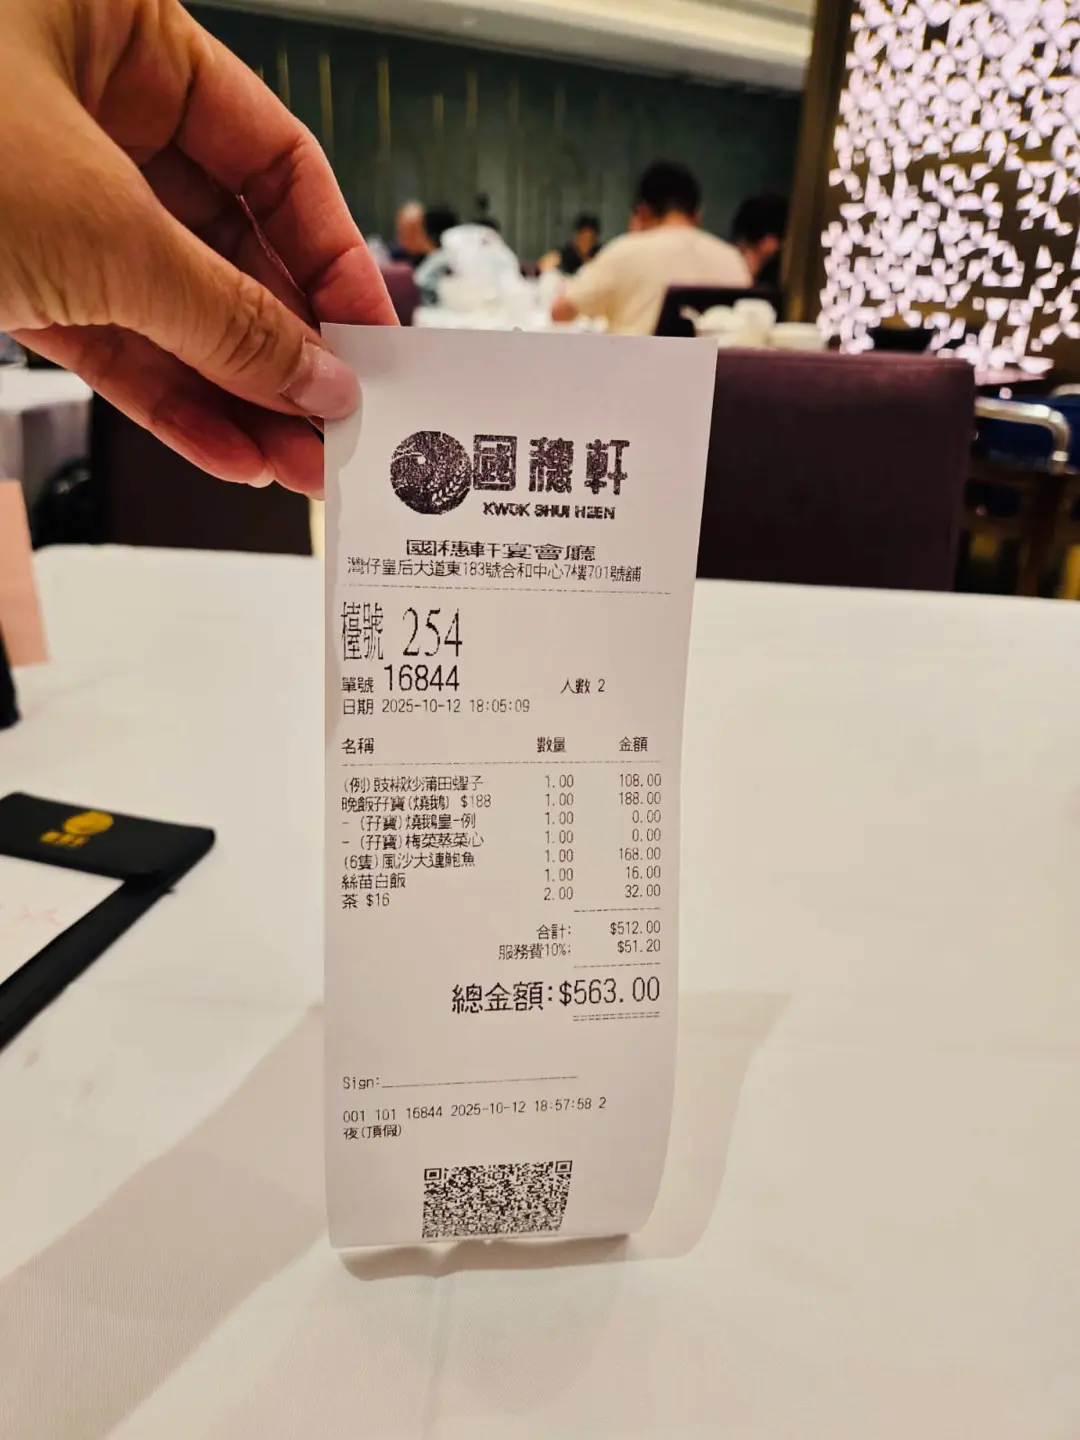 國穗軒
KWOK SHUI HEEN
國穗軒宴會廳
灣仔皇后大道東183號合和中心7樓701號舖
檯號 254
單號 16844 人數 2
日期 2025-10-12 18:05:09
名稱 數量 金額
(例)豉椒炒蒲田蟶子 1.00 108.00
晚飯孖寶(燒鵝) $188 1.00 188.00
- (孖寶)燒鵝皇-例 1.00 0.00
- (孖寶)梅菜蒸菜心 1.00 0.00
(6隻)風沙大連鮑魚 1.00 168.00
絲苗白飯 1.00 16.00
茶 $16 2.00 32.00
合計: $512.00
服務費10%: $51.20
總金額:$563.00
Sign:
001 101 16844 2025-10-12 18:57:58 2
夜(頂假)